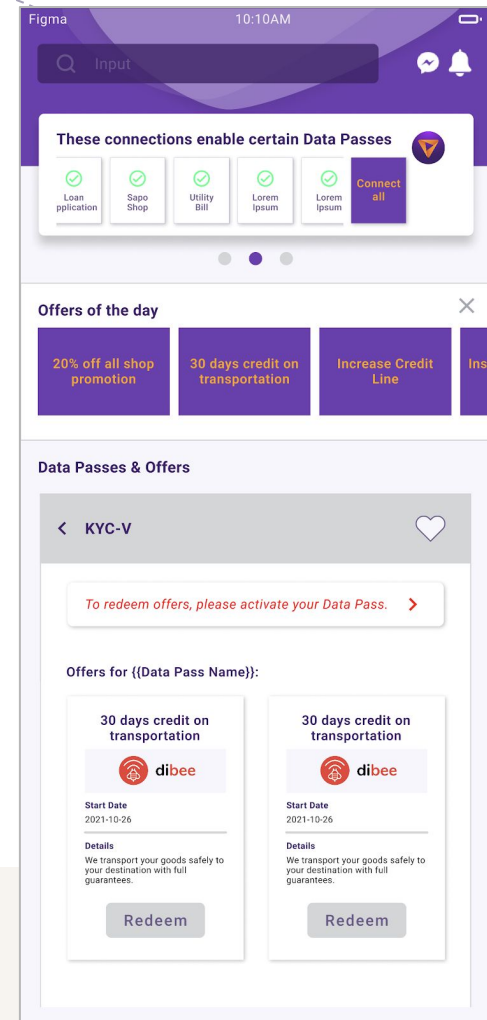 Figma 10:10AM
Input
These connections enable certain Data Passes
Loan
pplication
Sapo
Shop
Utility
Bill
Lorem
Ipsum
Lorem
Ipsum
Connect
all
Offers of the day
20% off all shop
promotion
30 days credit on
transportation
Increase Credit
Line
Ins
Data Passes & Offers
KYC-V
To redeem offers, please activate your Data Pass.
Offers for {{Data Pass Name}}:
30 days credit on
transportation
dibee
Start Date
2021-10-26
Details
We transport your goods safely to
your destination with full
guarantees.
Redeem
30 days credit on
transportation
dibee
Start Date
2021-10-26
Details
We transport your goods safely to
your destination with full
guarantees.
Redeem